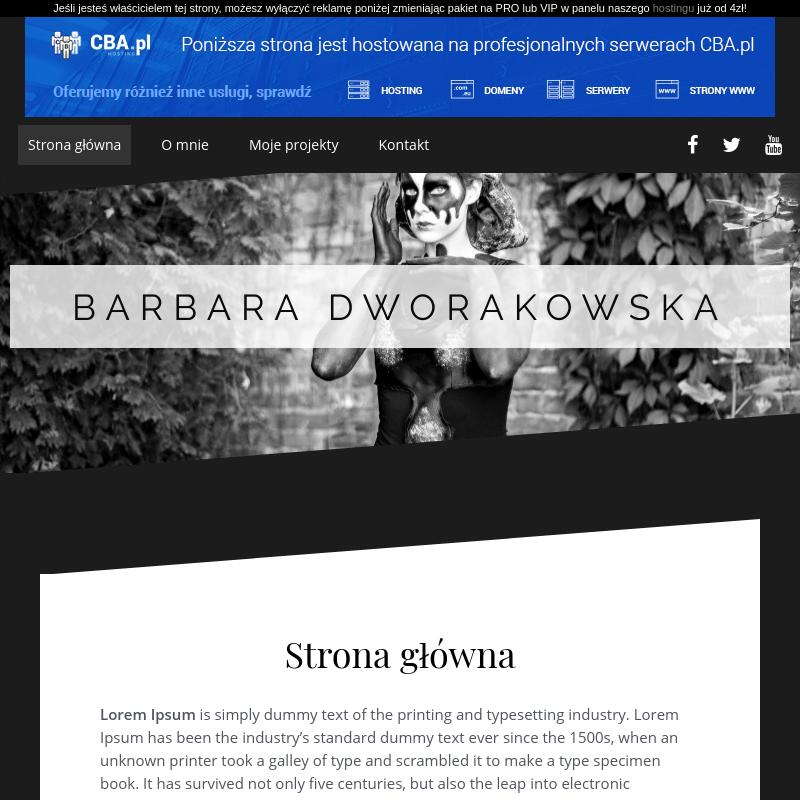 Jeśli jesteś właścicielem tej strony, możesz wyłączyć reklamę poniżej zmieniając pakiet na PRO lub VIP w panelu naszego hostingu już od 4zł!
CBA.pl
HOSTING
Poniższa strona jest hostowana na profesjonalnych serwerach CBA.pl
Oferujemy również inne usługi, sprawdź
HOSTING
.com
.eu
DOMENY
SERWERY
www
STRONY WWW
Strona główna
O mnie
Moje projekty
Kontakt
You
Tube
BARBARA DWORAKOWSKA
Strona główna
Lorem Ipsum is simply dummy text of the printing and typesetting industry. Lorem
Ipsum has been the industry’s standard dummy text ever since the 1500s, when an
unknown printer took a galley of type and scrambled it to make a type specimen
book. It has survived not only five centuries, but also the leap into electronic